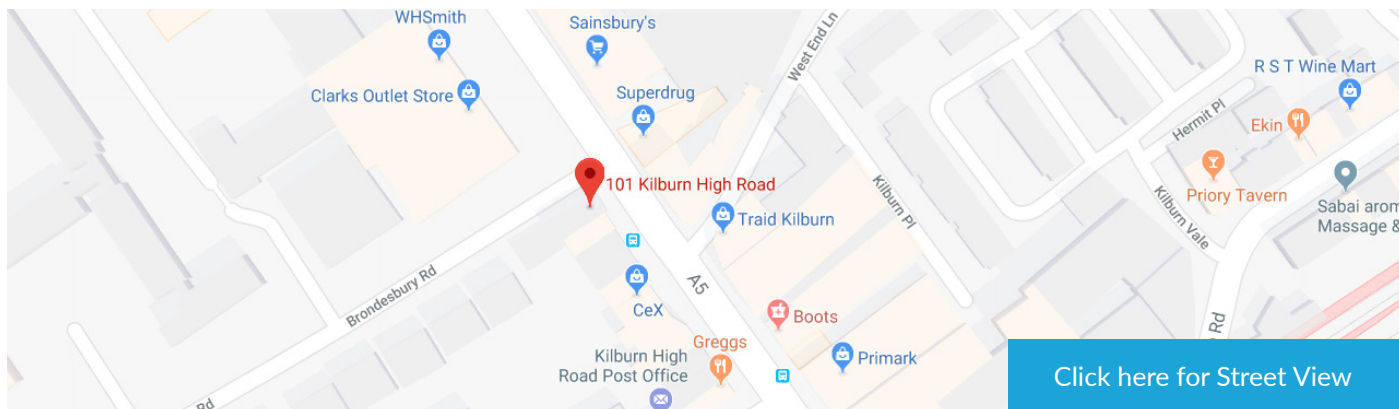 WHSmith
Sainsbury's
West End Ln
R S T Wine Mart
Clarks Outlet Store
Superdrug
Hermit Pl
Ekin
101 Kilburn High Road
Priory Tavern
Kilburn Pl
Kilburn Vale
Sabai arom
Massage &
Traid Kilburn
Brondesbury Rd
A5
CeX
Boots
Rd
Greggs
Kilburn High
Road Post Office
Primark
Click here for Street View
Rd